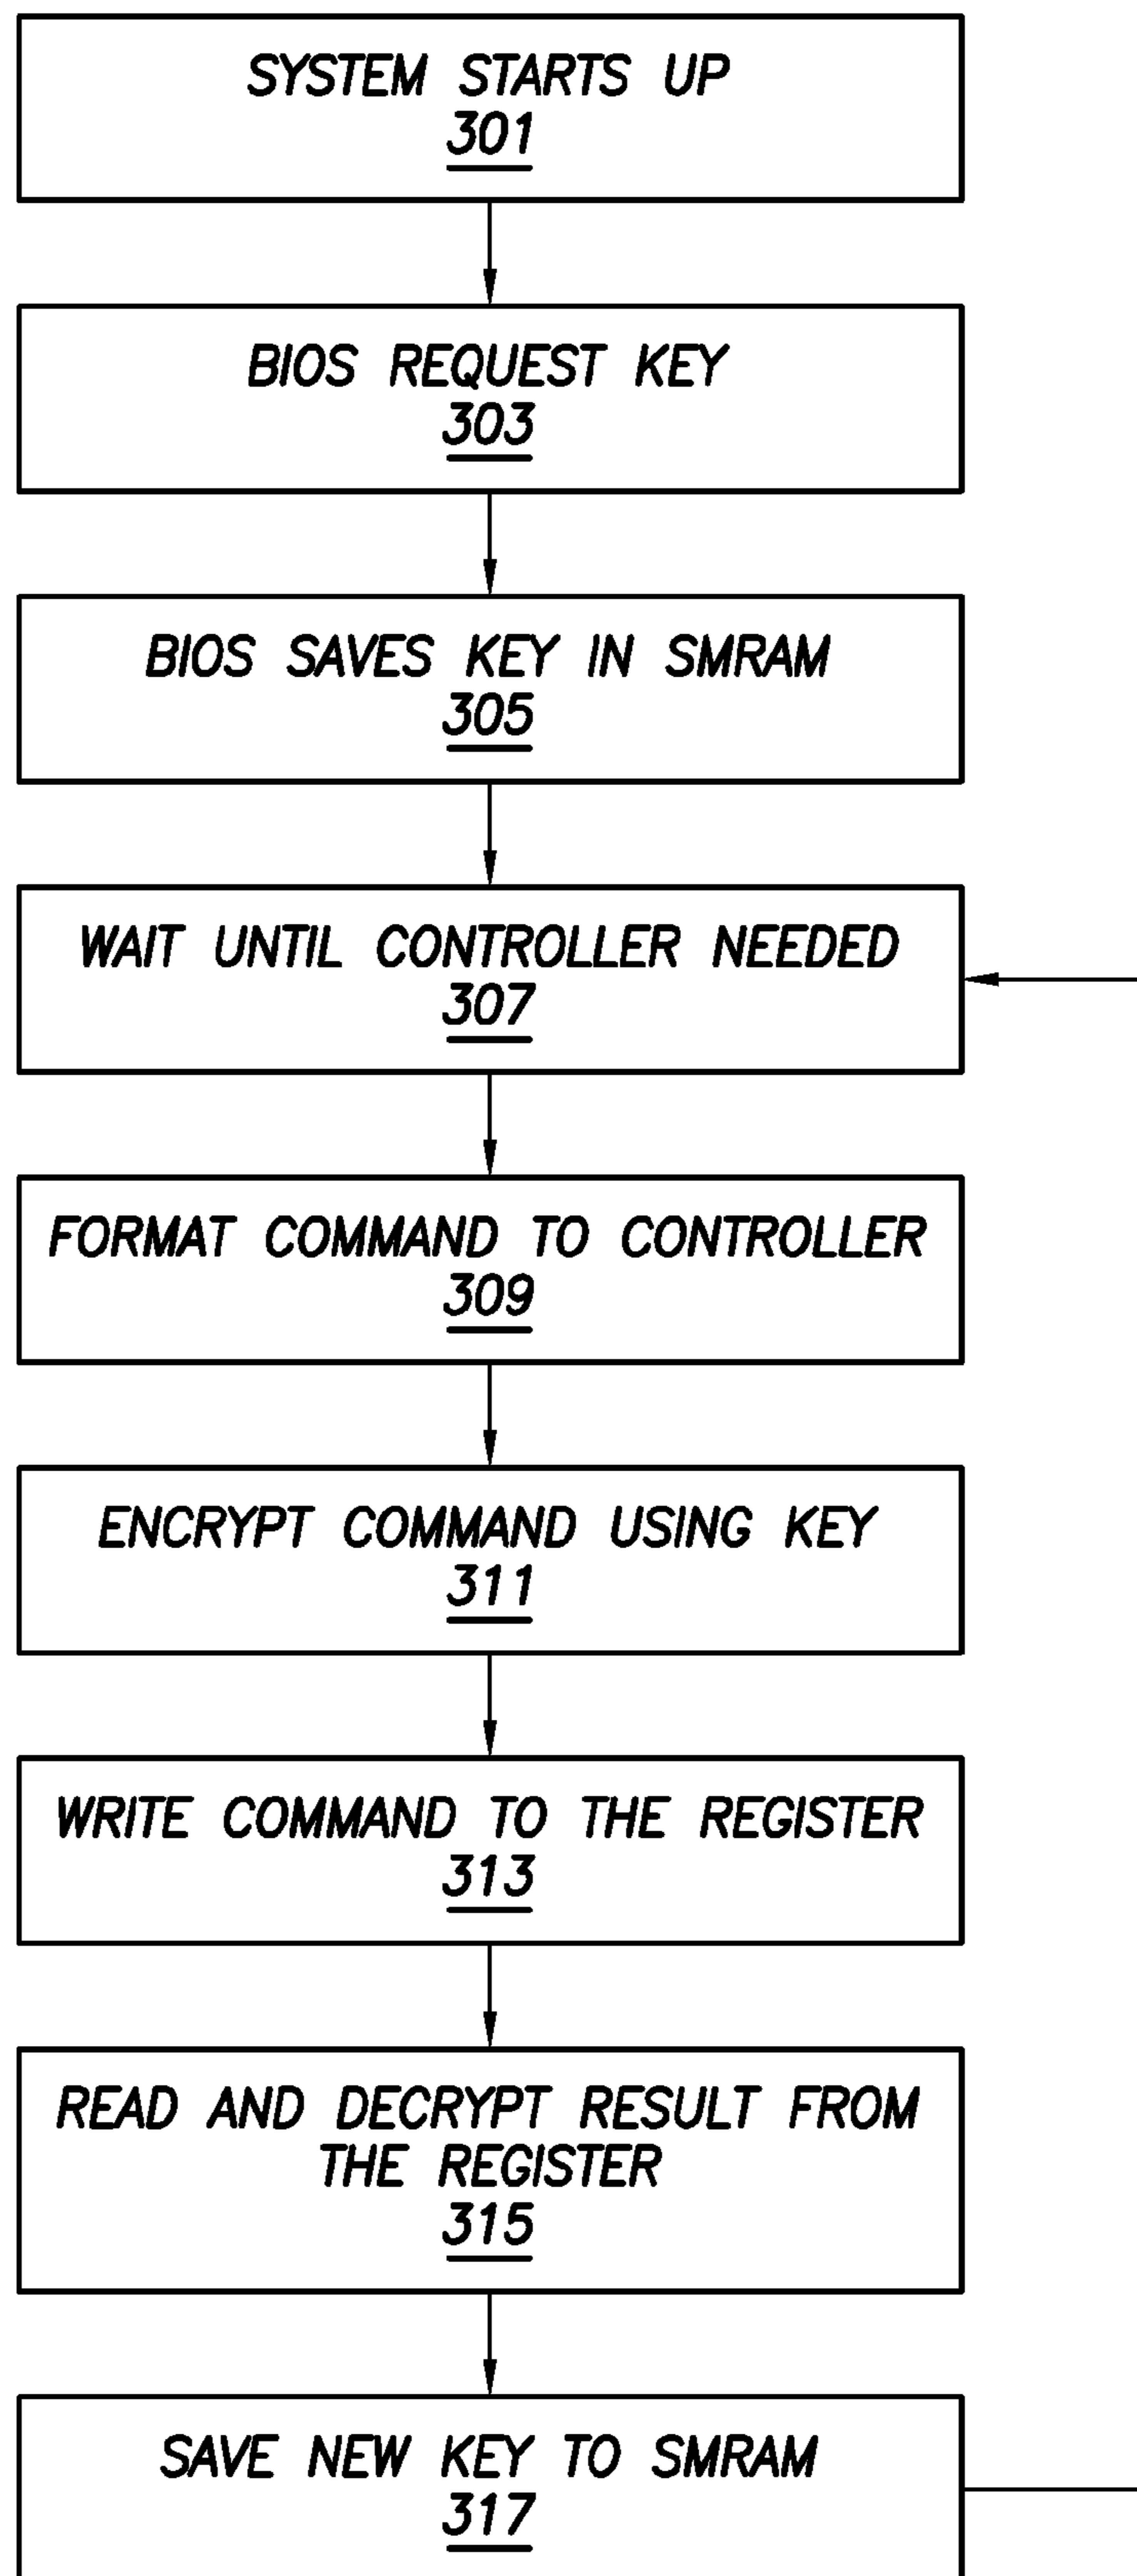 SYSTEM STARTS UP
301
BIOS REQUEST KEY
303
BIOS SAVES KEY IN SMRAM
305
WAIT UNTIL CONTROLLER NEEDED
307
FORMAT COMMAND TO CONTROLLER
309
ENCRYPT COMMAND USING KEY
311
WRITE COMMAND TO THE REGISTER
313
READ AND DECRYPT RESULT FROM
THE REGISTER
315
SAVE NEW KEY TO SMRAM
317